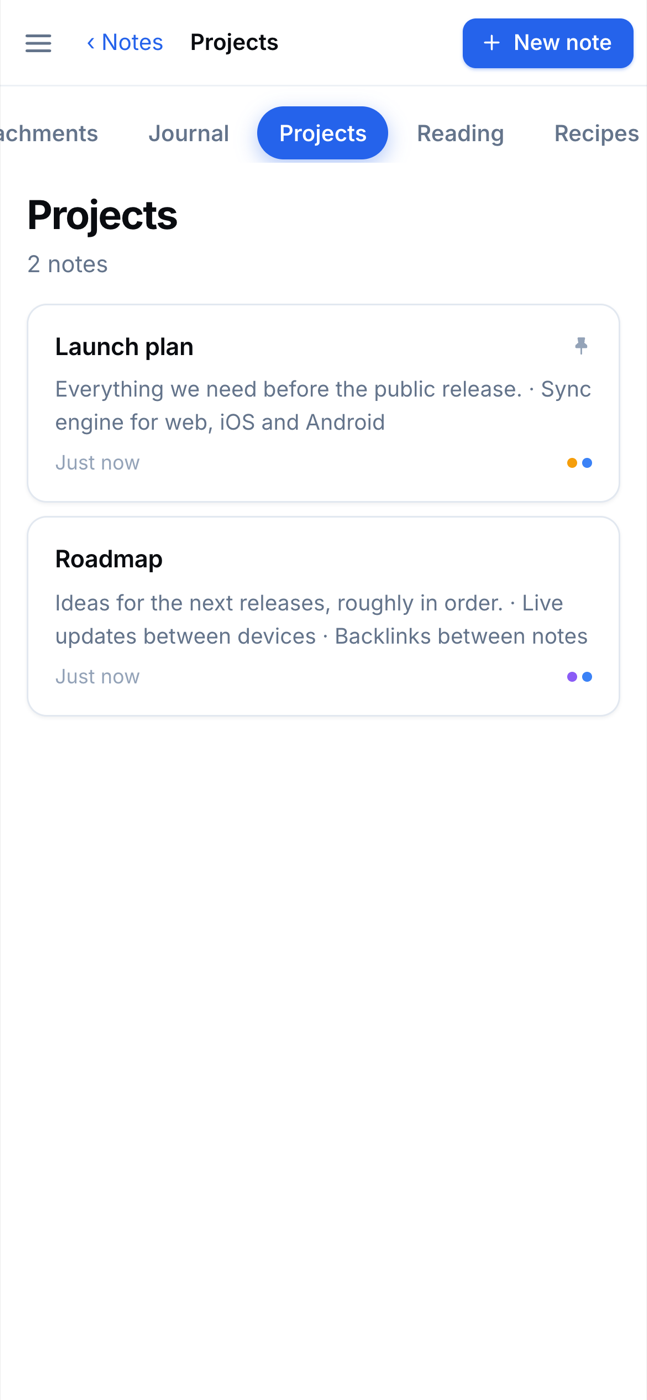 ‹ Notes Projects + New note
achments Journal Projects Reading Recipes
Projects
2 notes
Launch plan
Everything we need before the public release. · Sync
engine for web, iOS and Android
Just now
Roadmap
Ideas for the next releases, roughly in order. · Live
updates between devices · Backlinks between notes
Just now